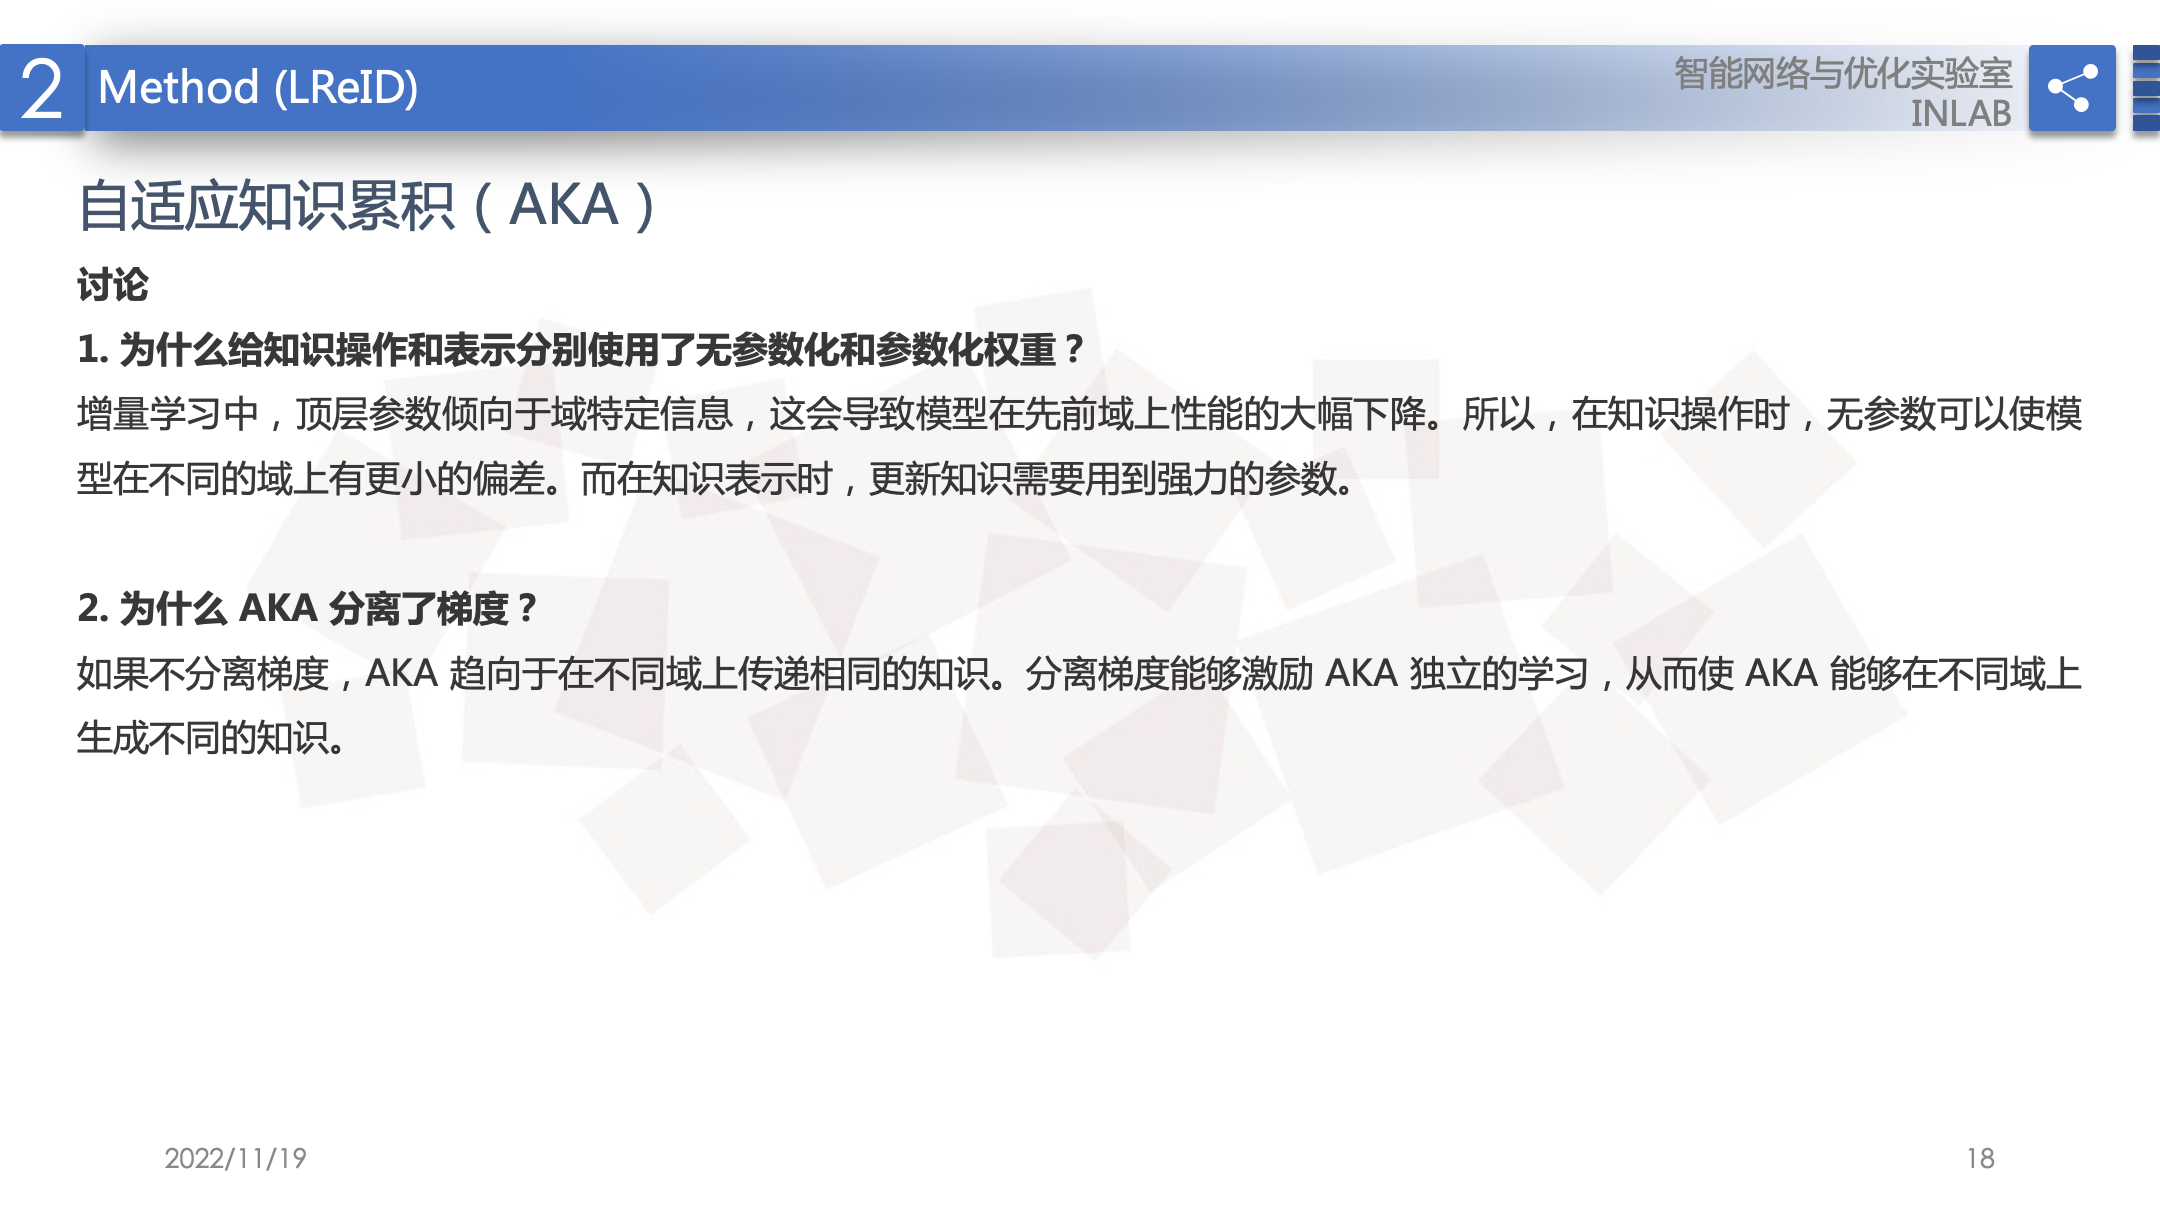 2
Method (LReID)
智能网络与优化实验室
INLAB
自适应知识累积（AKA）
讨论
1. 为什么给知识操作和表示分别使用了无参数化和参数化权重？
增量学习中，顶层参数倾向于域特定信息，这会导致模型在先前域上性能的大幅下降。所以，在知识操作时，无参数可以使模
型在不同的域上有更小的偏差。而在知识表示时，更新知识需要用到强力的参数。
2. 为什么 AKA 分离了梯度？
如果不分离梯度，AKA 趋向于在不同域上传递相同的知识。分离梯度能够激励 AKA 独立的学习，从而使 AKA 能够在不同域上
生成不同的知识。
2022/11/19
18